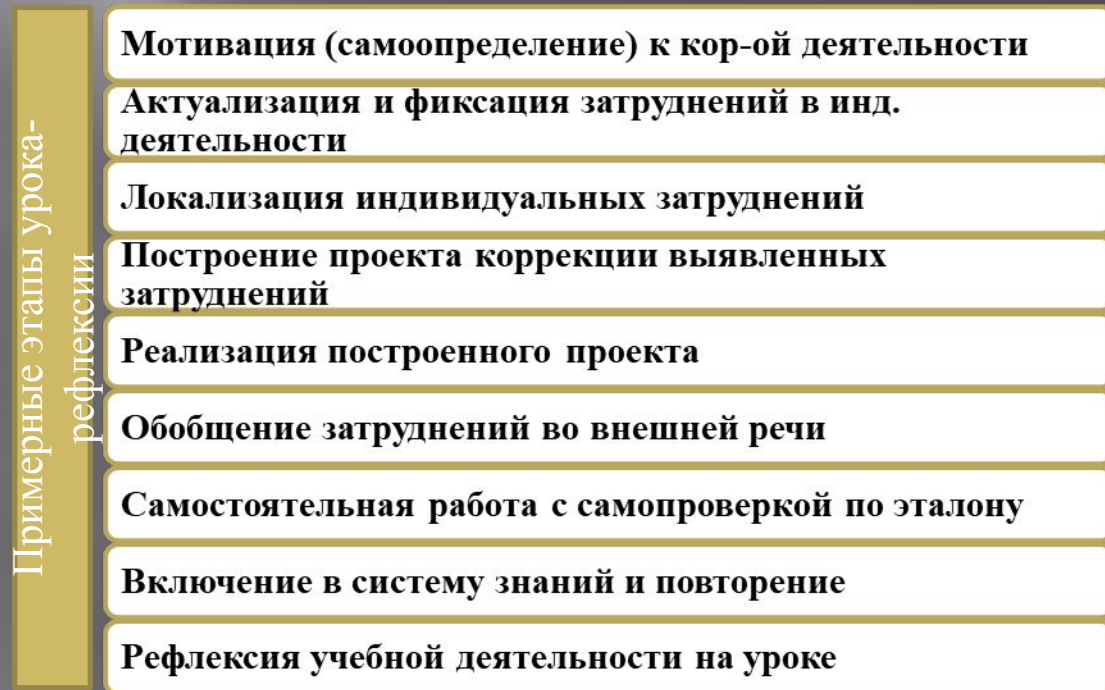 Примерные этапы урока-
рефлексии
Мотивация (самоопределение) к кор-ой деятельности
Актуализация и фиксация затруднений в инд.
деятельности
Локализация индивидуальных затруднений
Построение проекта коррекции выявленных
затруднений
Реализация построенного проекта
Обобщение затруднений во внешней речи
Самостоятельная работа с самопроверкой по эталону
Включение в систему знаний и повторение
Рефлексия учебной деятельности на уроке